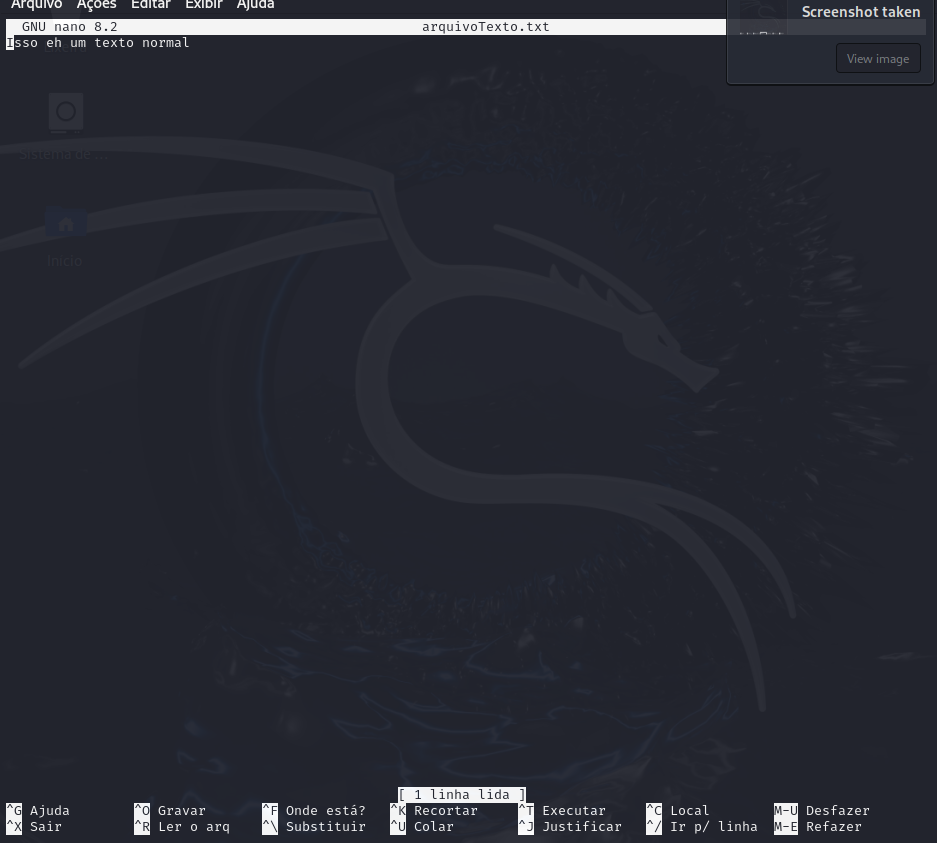 Arquivo Ações Editar Exibir Ajuda
Screenshot taken
GNU nano 8.2 arquivoTexto.txt
Isso eh um texto normal
View image
Sistema de ...
Início
[ 1 linha lida ]
^G Ajuda ^O Gravar ^F Onde está? ^K Recortar ^T Executar ^C Local M-U Desfazer
^X Sair ^R Ler o arq ^\ Substituir ^U Colar ^J Justificar ^/ Ir p/ linha M-E Refazer